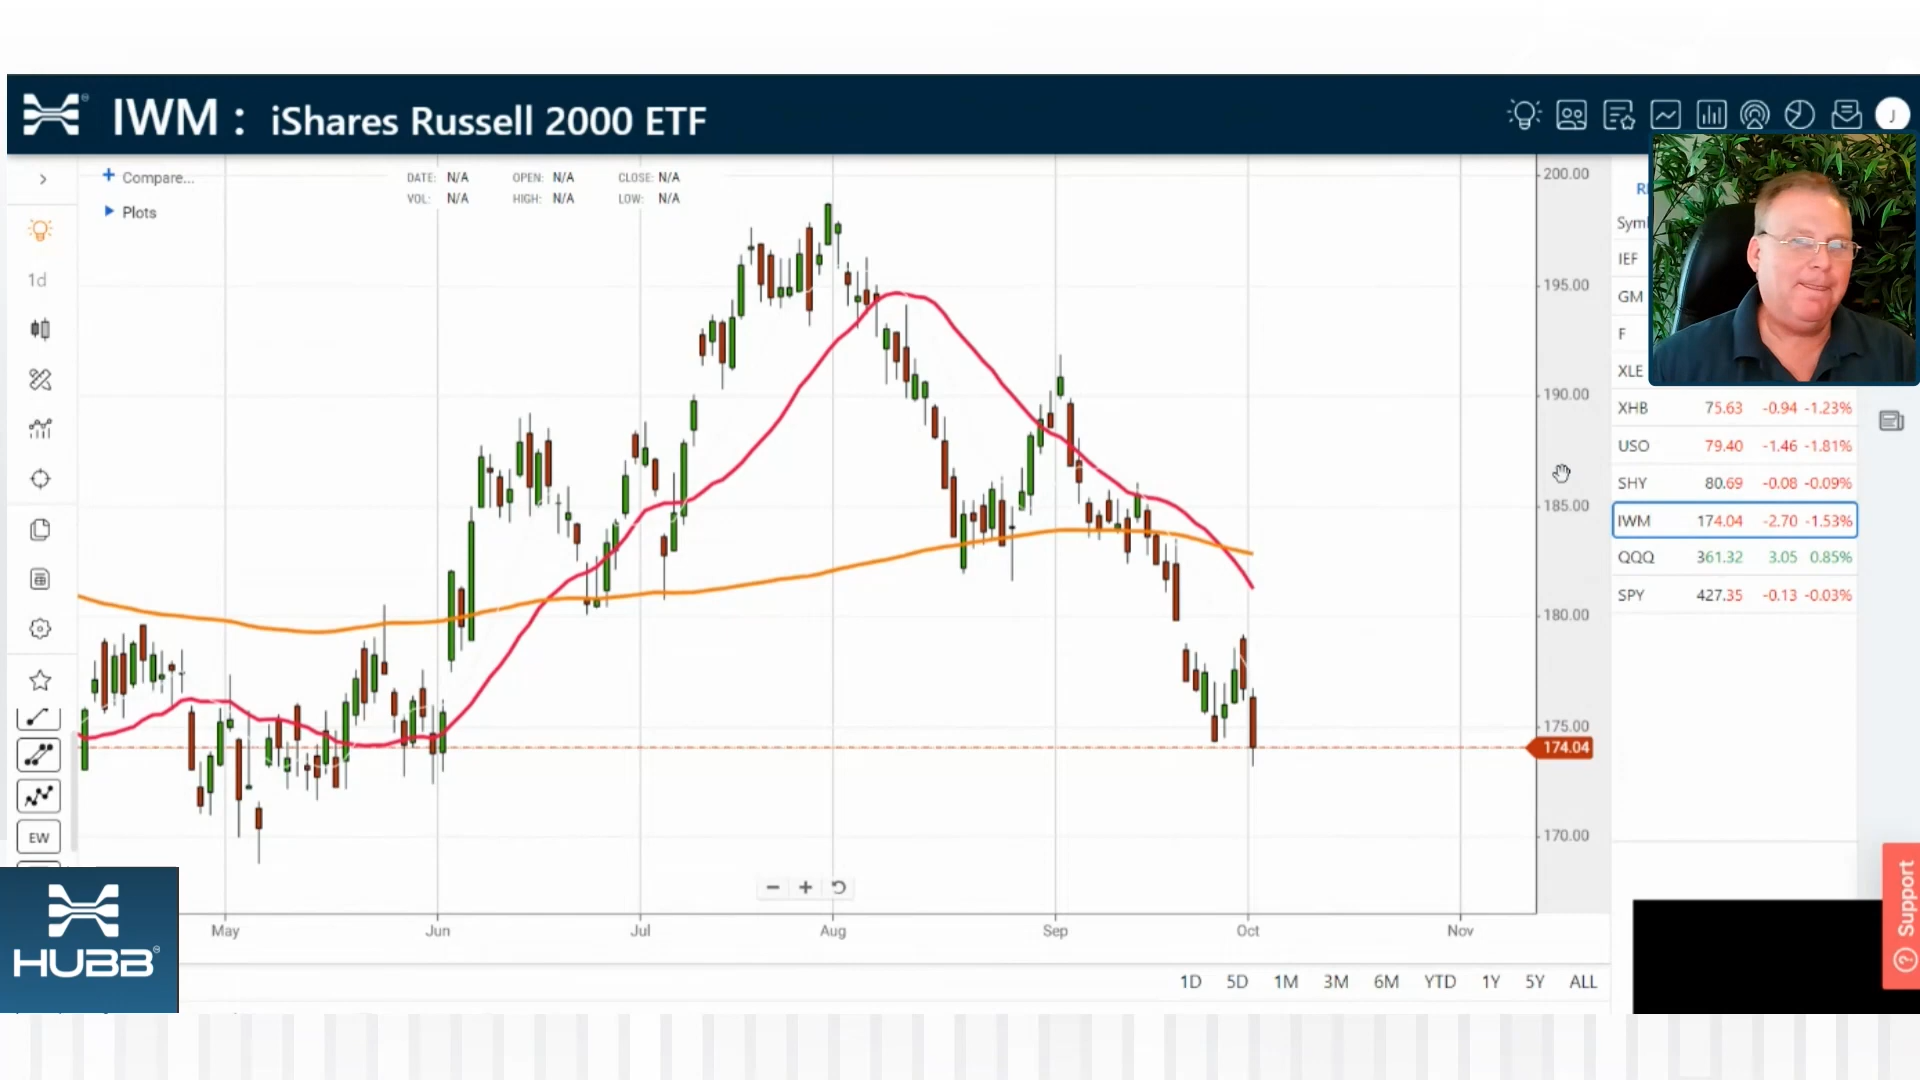 IWM : iShares Russell 2000 ETF
J
Compare...
DATE: N/A OPEN: N/A CLOSE: N/A
VOL: N/A HIGH: N/A LOW: N/A
Plots
1d
EW
200.00
195.00
190.00
185.00
180.00
175.00
174.04
170.00
May Jun Jul Aug Sep Oct Nov
1D 5D 1M 3M 6M YTD 1Y 5Y ALL
IEF
GM
F
XLE
XHB 75.63 -0.94 -1.23%
USO 79.40 -1.46 -1.81%
SHY 80.69 -0.08 -0.09%
IWM 174.04 -2.70 -1.53%
QQQ 361.32 3.05 0.85%
SPY 427.35 -0.13 -0.03%
Support
HUBB